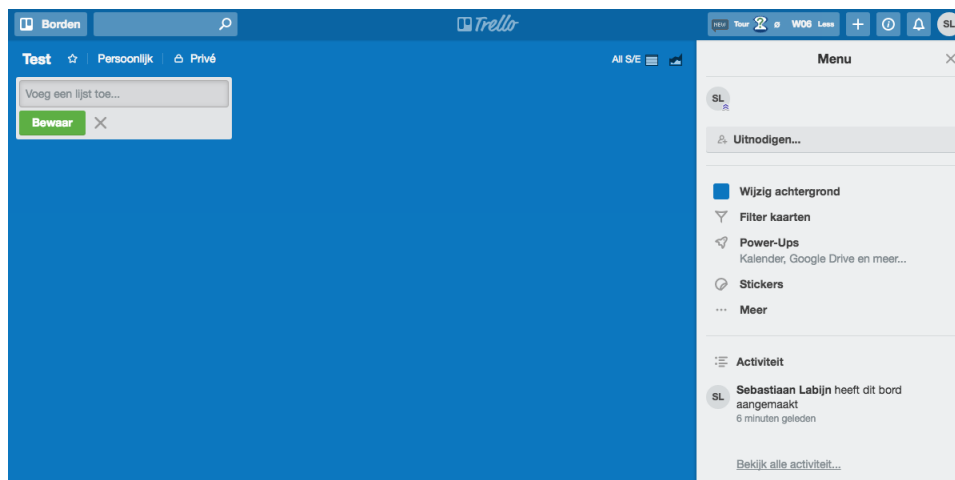 Borden
Trello
NEW Tour ø W06 Less
SL
Test
Persoonlijk
Privé
All S/E
Voeg een lijst toe...
Bewaar
Menu
SL
Uitnodigen...
Wijzig achtergrond
Filter kaarten
Power-Ups
Kalender, Google Drive en meer...
Stickers
Meer
Activiteit
SL
Sebastiaan Labijn heeft dit bord
aangemaakt
6 minuten geleden
Bekijk alle activiteit...